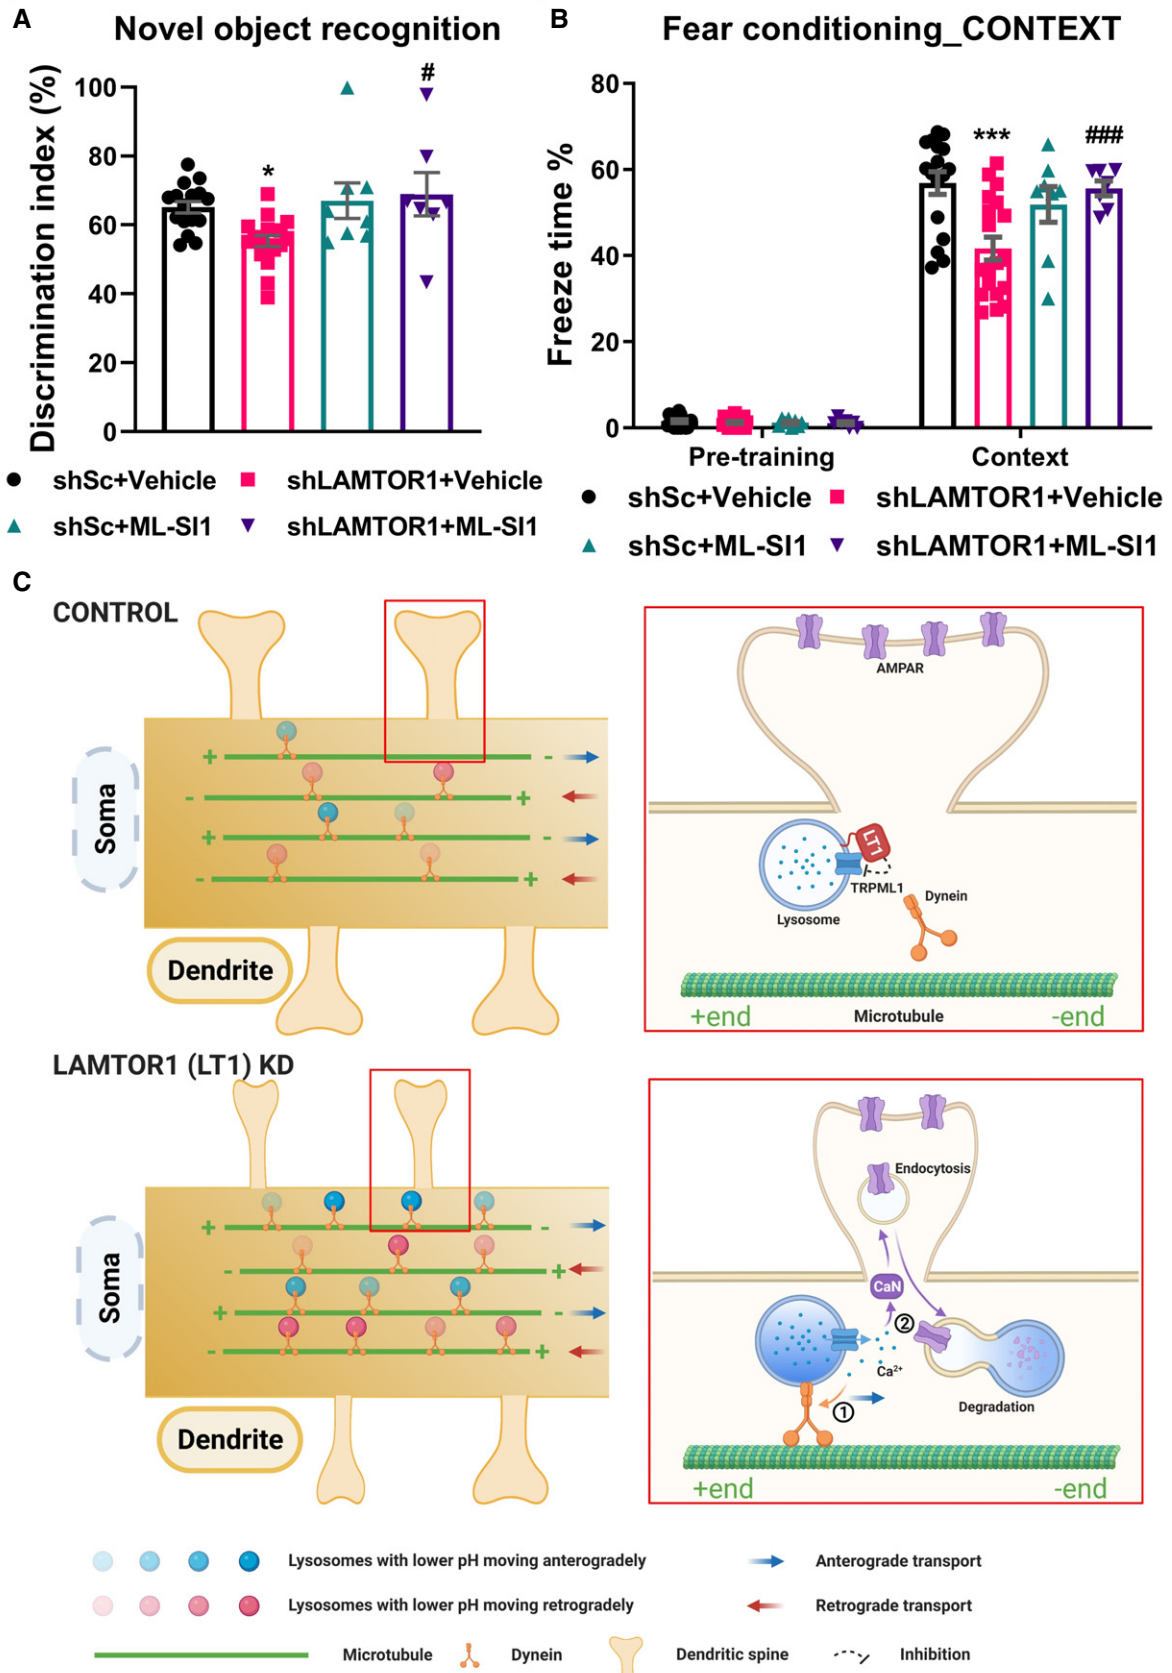 A
Novel object recognition
Discrimination index (%)
100
80
60
40
20
0
*
#
shSc+Vehicle
shLAMTOR1+Vehicle
shSc+ML-SI1
shLAMTOR1+ML-SI1
B
Fear conditioning_CONTEXT
Freeze time %
80
60
40
20
0
***
###
Pre-training
Context
shSc+Vehicle
shLAMTOR1+Vehicle
shSc+ML-SI1
shLAMTOR1+ML-SI1
C
CONTROL
Soma
+
-
-
+
+
-
-
+
Dendrite
AMPAR
LT1
TRPML1
Lysosome
Dynein
+end
Microtubule
-end
LAMTOR1 (LT1) KD
Soma
+
-
-
+
+
-
-
+
Dendrite
Endocytosis
CaN
②
Ca²⁺
①
Degradation
+end
-end
Lysosomes with lower pH moving anterogradely
Anterograde transport
Lysosomes with lower pH moving retrogradely
Retrograde transport
Microtubule
Dynein
Dendritic spine
Inhibition